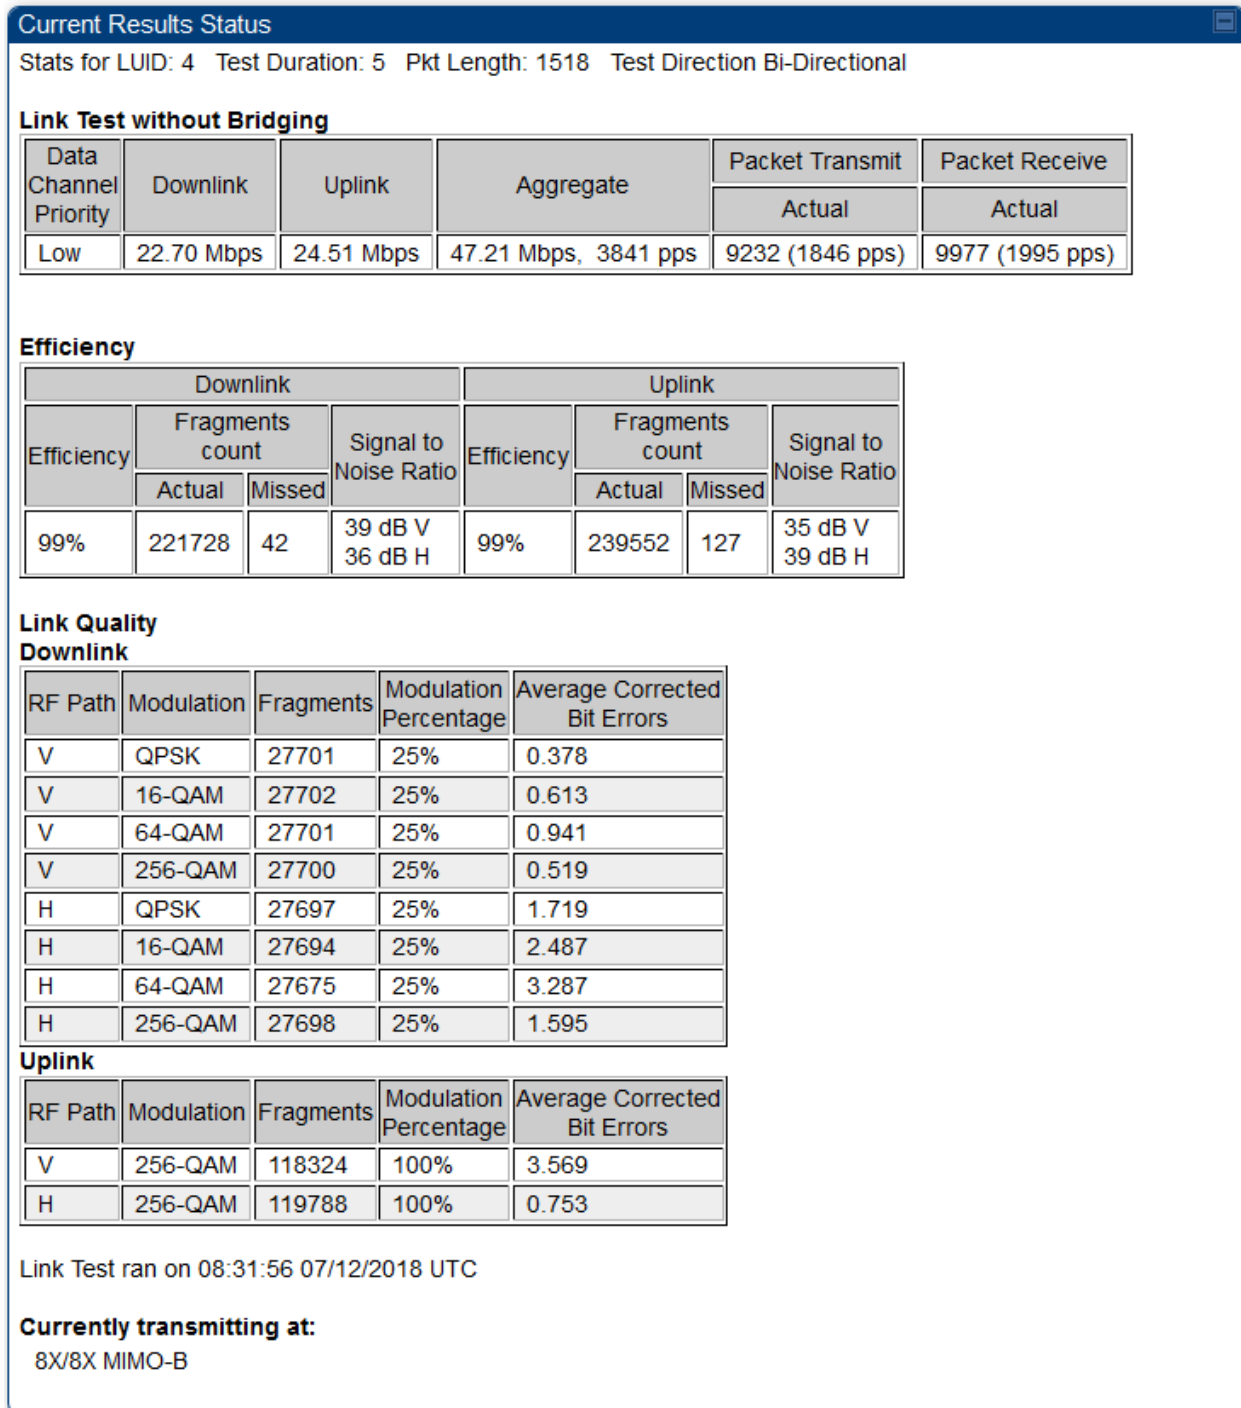 Current Results Status
Stats for LUID: 4 Test Duration: 5 Pkt Length: 1518 Test Direction Bi-Directional
Link Test without Bridging
Data Channel Priority Downlink Uplink Aggregate Packet Transmit Packet Receive
Actual Actual
Low 22.70 Mbps 24.51 Mbps 47.21 Mbps, 3841 pps 9232 (1846 pps) 9977 (1995 pps)
Efficiency
Downlink Uplink
Efficiency Fragments count Signal to Noise Ratio Efficiency Fragments count Signal to Noise Ratio
Actual Missed Actual Missed
99% 221728 42 39 dB V 36 dB H 99% 239552 127 35 dB V 39 dB H
Link Quality
Downlink
RF Path Modulation Fragments Modulation Percentage Average Corrected Bit Errors
V QPSK 27701 25% 0.378
V 16-QAM 27702 25% 0.613
V 64-QAM 27701 25% 0.941
V 256-QAM 27700 25% 0.519
H QPSK 27697 25% 1.719
H 16-QAM 27694 25% 2.487
H 64-QAM 27675 25% 3.287
H 256-QAM 27698 25% 1.595
Uplink
RF Path Modulation Fragments Modulation Percentage Average Corrected Bit Errors
V 256-QAM 118324 100% 3.569
H 256-QAM 119788 100% 0.753
Link Test ran on 08:31:56 07/12/2018 UTC
Currently transmitting at:
8X/8X MIMO-B